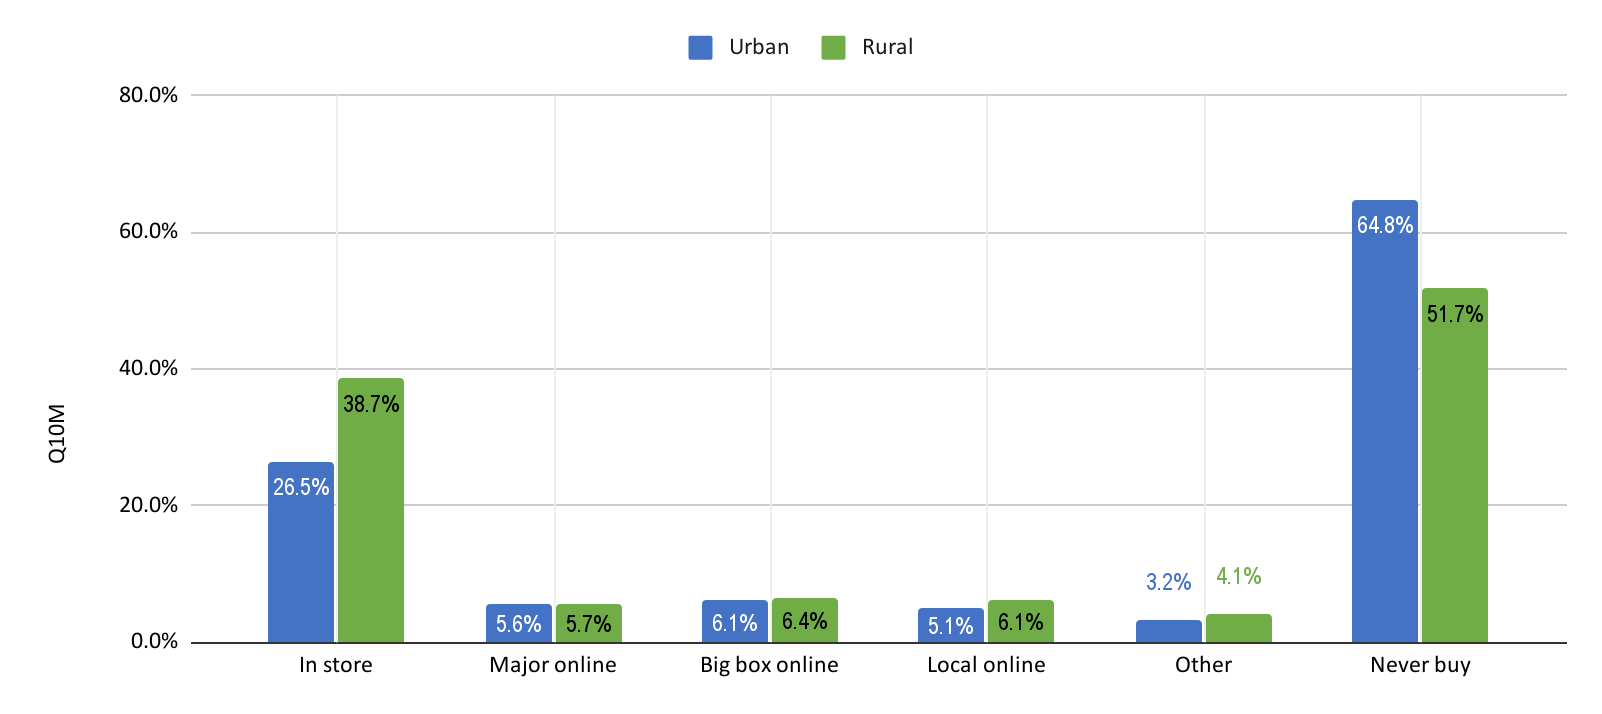 Urban Rural
80.0%
60.0%
40.0%
20.0%
0.0%
Q10M
26.5% 38.7% 5.6% 5.7% 6.1% 6.4% 5.1% 6.1% 3.2% 4.1% 64.8% 51.7%
In store Major online Big box online Local online Other Never buy